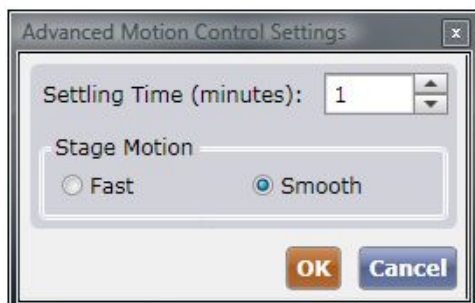 Advanced Motion Control Settings x
Settling Time (minutes): 1
Stage Motion
Fast Smooth
OK Cancel